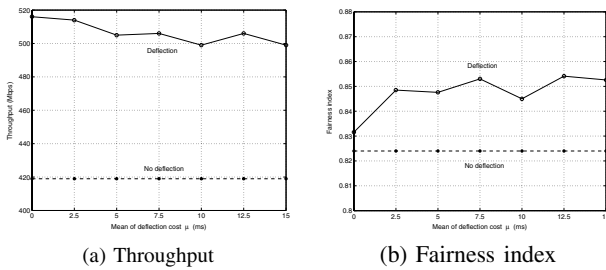 520
500
480
460
440
420
400
0
2.5
5
7.5
10
12.5
15
Throughput (Mbps)
Mean of deflection cost μ (ms)
Deflection
No deflection
(a) Throughput
0.88
0.87
0.86
0.85
0.84
0.83
0.82
0.81
0.8
0
2.5
5
7.5
10
12.5
Fairness index
Mean of deflection cost μ (ms)
Deflection
No deflection
(b) Fairness index